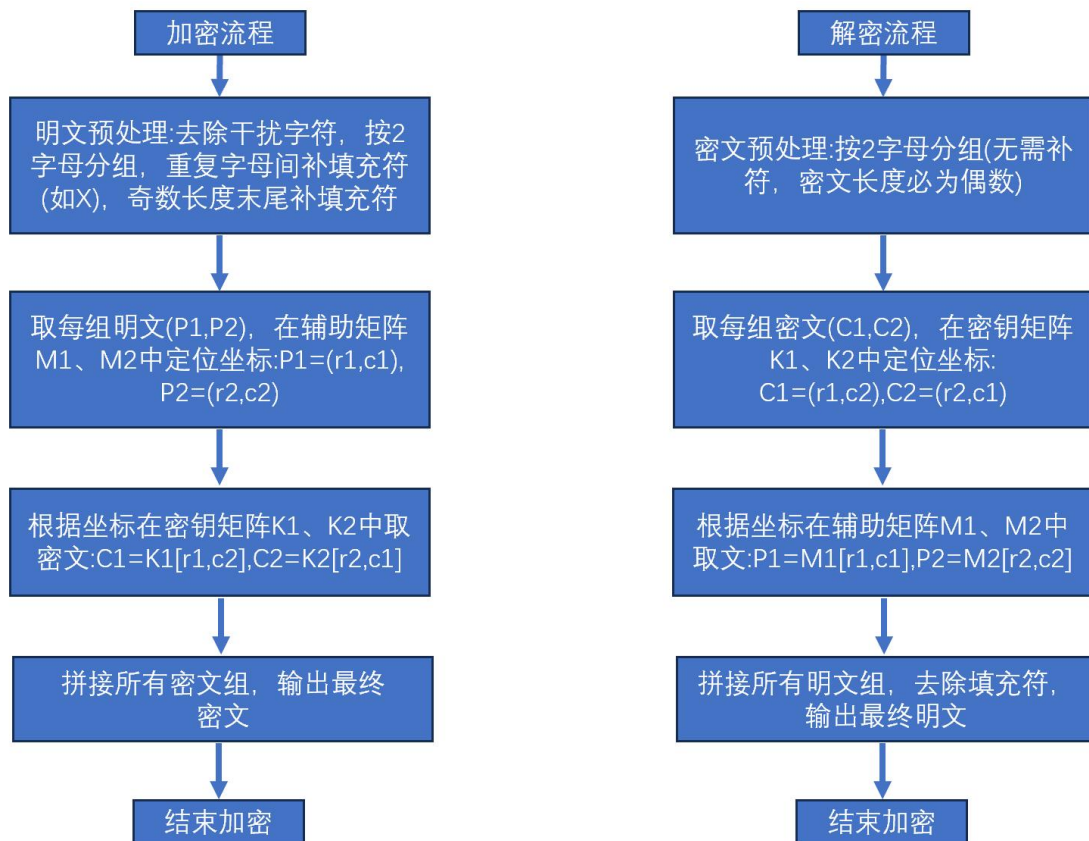 加密流程
明文预处理:去除干扰字符，按2
字母分组，重复字母间补填充符
(如X)，奇数长度末尾补填充符
取每组明文(P1,P2)，在辅助矩阵
M1、M2中定位坐标:P1=(r1,c1),
P2=(r2,c2)
根据坐标在密钥矩阵K1、K2中取
密文:C1=K1[r1,c2],C2=K2[r2,c1]
拼接所有密文组，输出最终
密文
结束加密
解密流程
密文预处理:按2字母分组(无需补
符，密文长度必为偶数)
取每组密文(C1,C2)，在密钥矩阵
K1、K2中定位坐标:
C1=(r1,c2),C2=(r2,c1)
根据坐标在辅助矩阵M1、M2中
取文:P1=M1[r1,c1],P2=M2[r2,c2]
拼接所有明文组，去除填充符，
输出最终明文
结束加密